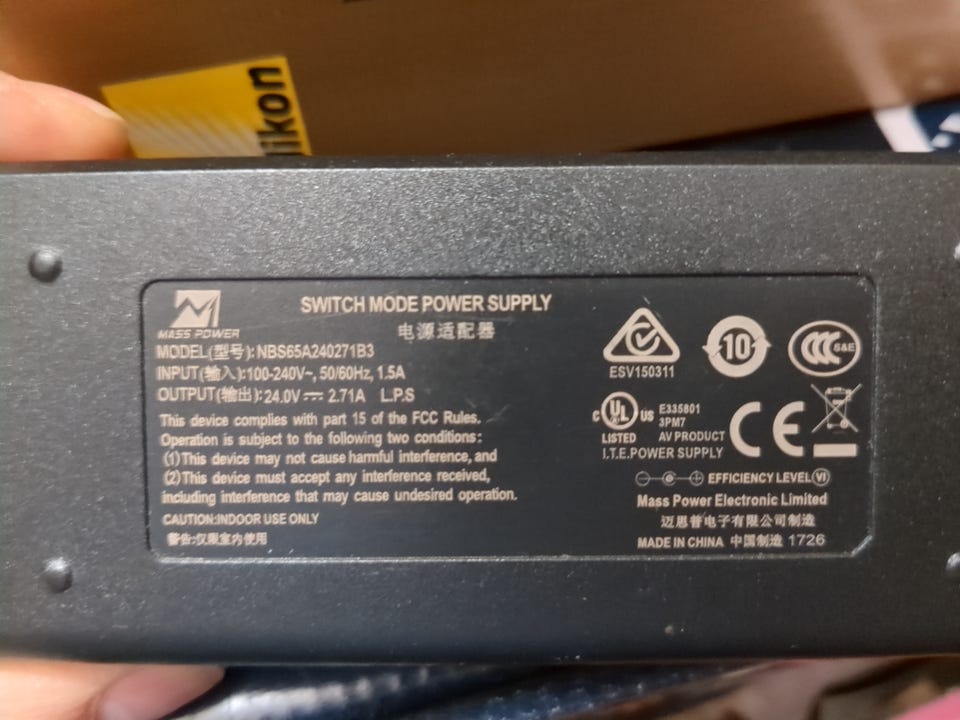 ikon
MASS POWER
SWITCH MODE POWER SUPPLY
电源适配器
MODEL(型号): NBS65A240271B3
INPUT(输入):100-240V~, 50/60Hz, 1.5A
OUTPUT(输出):24.0V⎓ 2.71A L.P.S
This device complies with part 15 of the FCC Rules.
Operation is subject to the following two conditions:
(1)This device may not cause harmful interference, and
(2)This device must accept any interference received,
including interference that may cause undesired operation.
CAUTION:INDOOR USE ONLY
警告:仅限室内使用
ESV150311
10
CCC S&E
C UL US
LISTED
E335801
3PM7
AV PRODUCT
I.T.E.POWER SUPPLY
CE
EFFICIENCY LEVEL VI
Mass Power Electronic Limited
迈思普电子有限公司制造
MADE IN CHINA 中国制造 1726